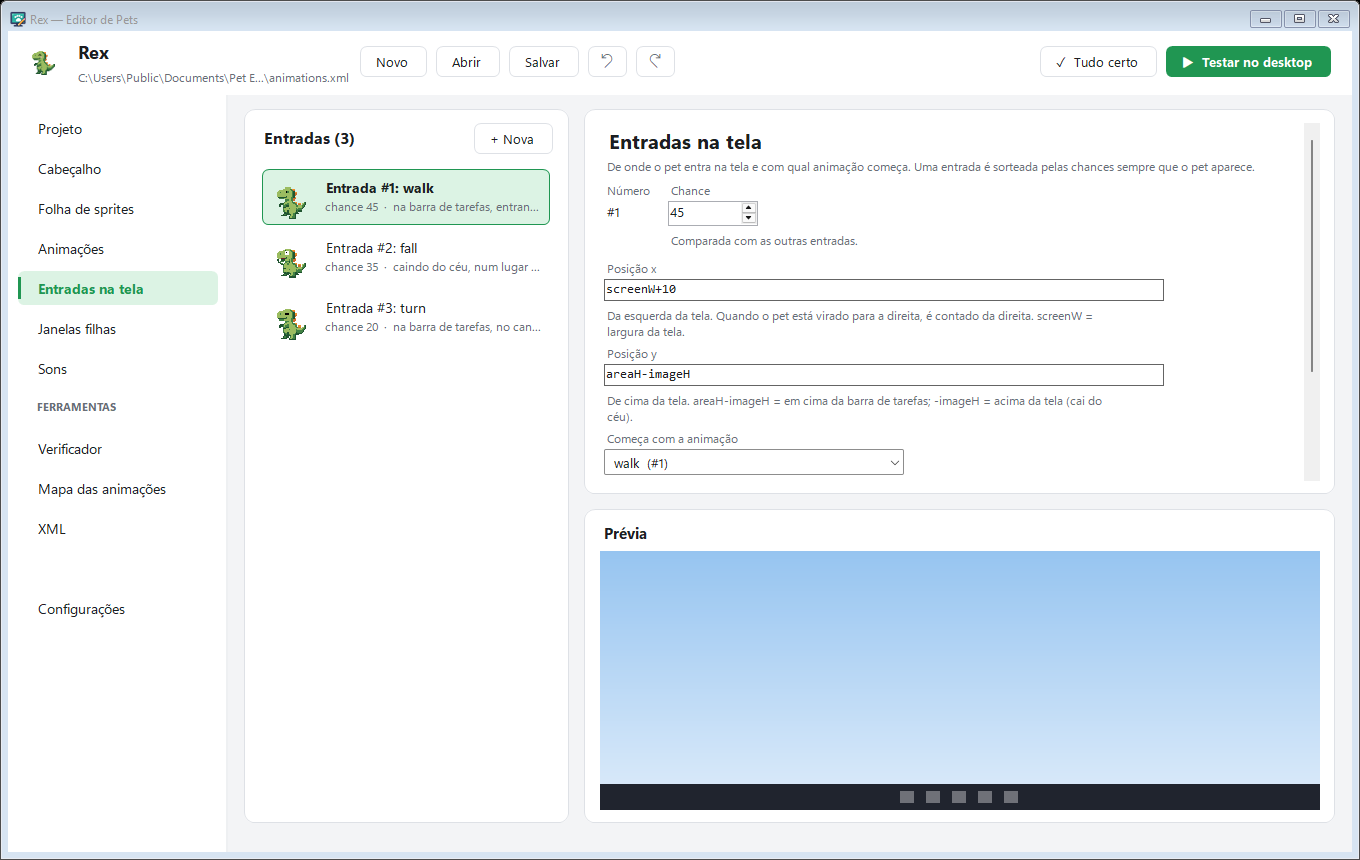 Rex — Editor de Pets
Rex
C:\Users\Public\Documents\Pet E...\animations.xml
Novo
Abrir
Salvar
✓ Tudo certo
▶ Testar no desktop
Projeto
Cabeçalho
Folha de sprites
Animações
Entradas na tela
Janelas filhas
Sons
FERRAMENTAS
Verificador
Mapa das animações
XML
Configurações
Entradas (3)
+ Nova
Entrada #1: walk
chance 45 · na barra de tarefas, entran...
Entrada #2: fall
chance 35 · caindo do céu, num lugar ...
Entrada #3: turn
chance 20 · na barra de tarefas, no can...
Entradas na tela
De onde o pet entra na tela e com qual animação começa. Uma entrada é sorteada pelas chances sempre que o pet aparece.
Número
Chance
#1
45
Comparada com as outras entradas.
Posição x
screenW+10
Da esquerda da tela. Quando o pet está virado para a direita, é contado da direita. screenW =
largura da tela.
Posição y
areaH-imageH
De cima da tela. areaH-imageH = em cima da barra de tarefas; -imageH = acima da tela (cai do
céu).
Começa com a animação
walk (#1)
Prévia